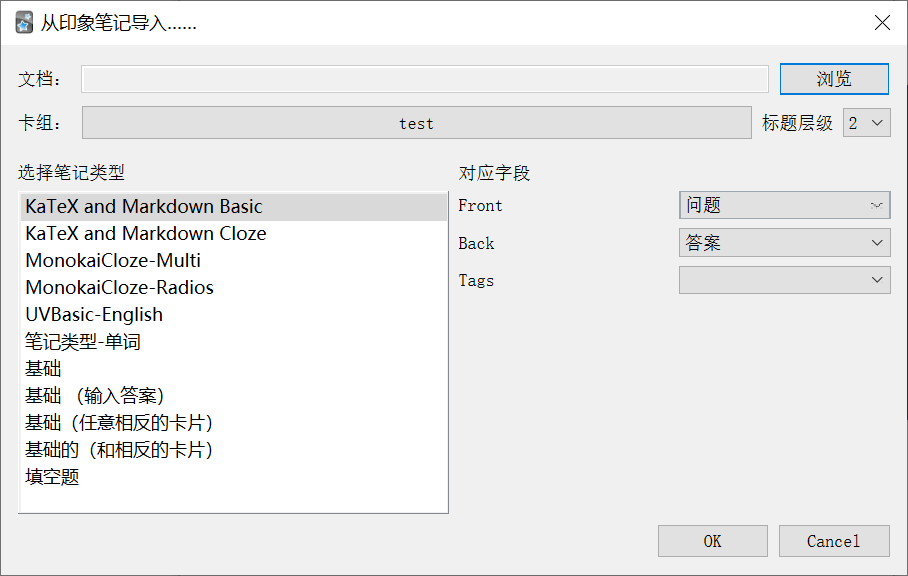 从印象笔记导入......
文档：
浏览
卡组：
test
标题层级
2
选择笔记类型
KaTeX and Markdown Basic
KaTeX and Markdown Cloze
MonokaiCloze-Multi
MonokaiCloze-Radios
UVBasic-English
笔记类型-单词
基础
基础 （输入答案）
基础（任意相反的卡片）
基础的（和相反的卡片）
填空题
对应字段
Front
问题
Back
答案
Tags
OK
Cancel